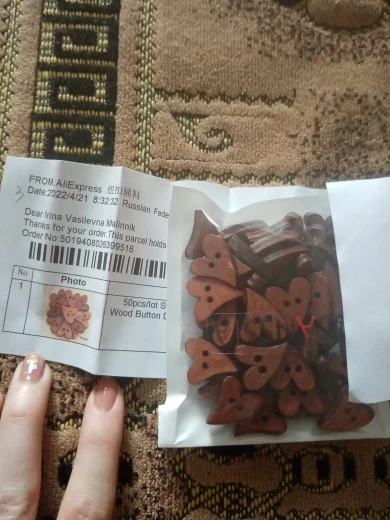 FROM:AliExpress 纽扣辅料
3
Date:2022/4/21 8:32:32 Russian Fede
Dear Irina Vasilevna Malinnik
Thanks for your order.This parcel holds
Order No:5019408026399516
No Photo
1 50pcs/lot S
Wood Button D